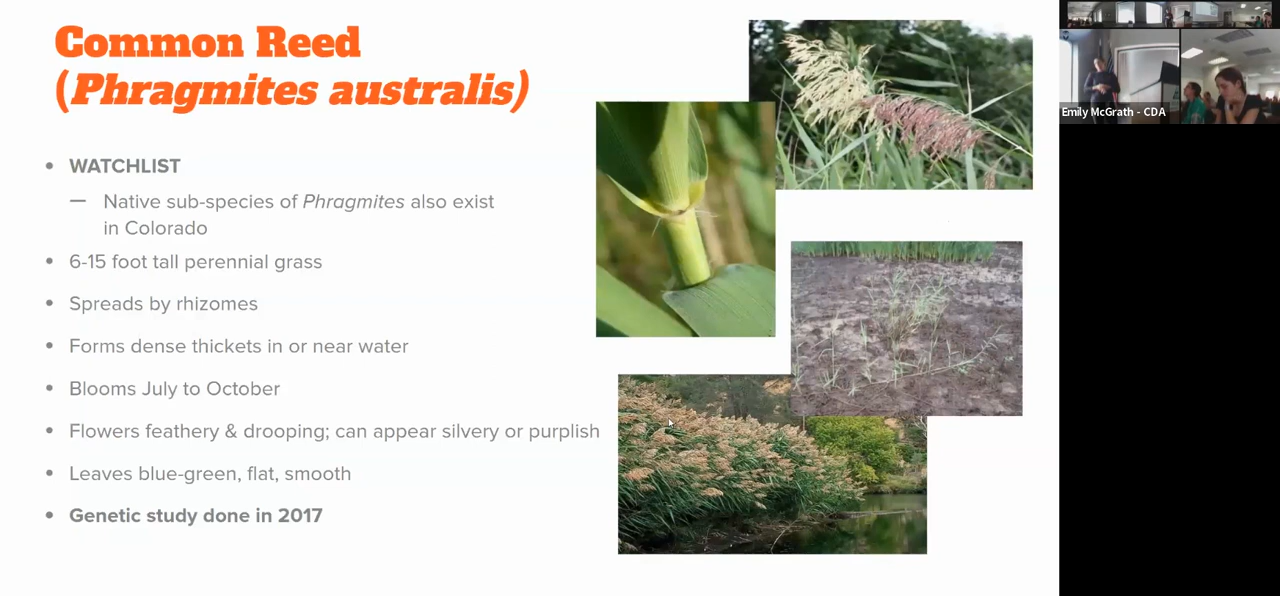 Common Reed
(Phragmites australis)
• WATCHLIST
– Native sub-species of Phragmites also exist
in Colorado
• 6-15 foot tall perennial grass
• Spreads by rhizomes
• Forms dense thickets in or near water
• Blooms July to October
• Flowers feathery & drooping; can appear silvery or purplish
• Leaves blue-green, flat, smooth
• Genetic study done in 2017
Emily McGrath - CDA